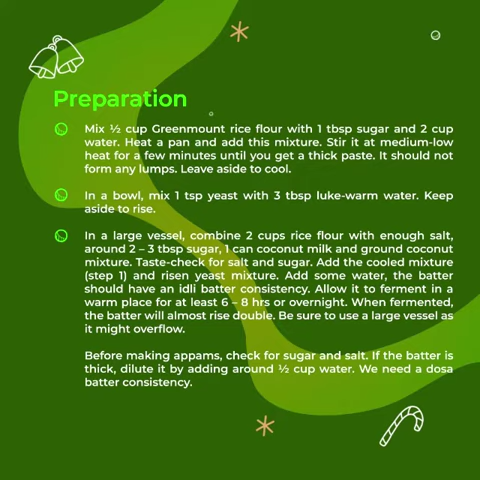 Preparation
Mix ½ cup Greenmount rice flour with 1 tbsp sugar and 2 cup
water. Heat a pan and add this mixture. Stir it at medium-low
heat for a few minutes until you get a thick paste. It should not
form any lumps. Leave aside to cool.
In a bowl, mix 1 tsp yeast with 3 tbsp luke-warm water. Keep
aside to rise.
In a large vessel, combine 2 cups rice flour with enough salt,
around 2 – 3 tbsp sugar, 1 can coconut milk and ground coconut
mixture. Taste-check for salt and sugar. Add the cooled mixture
(step 1) and risen yeast mixture. Add some water, the batter
should have an idli batter consistency. Allow it to ferment in a
warm place for at least 6 – 8 hrs or overnight. When fermented,
the batter will almost rise double. Be sure to use a large vessel as
it might overflow.
Before making appams, check for sugar and salt. If the batter is
thick, dilute it by adding around ½ cup water. We need a dosa
batter consistency.